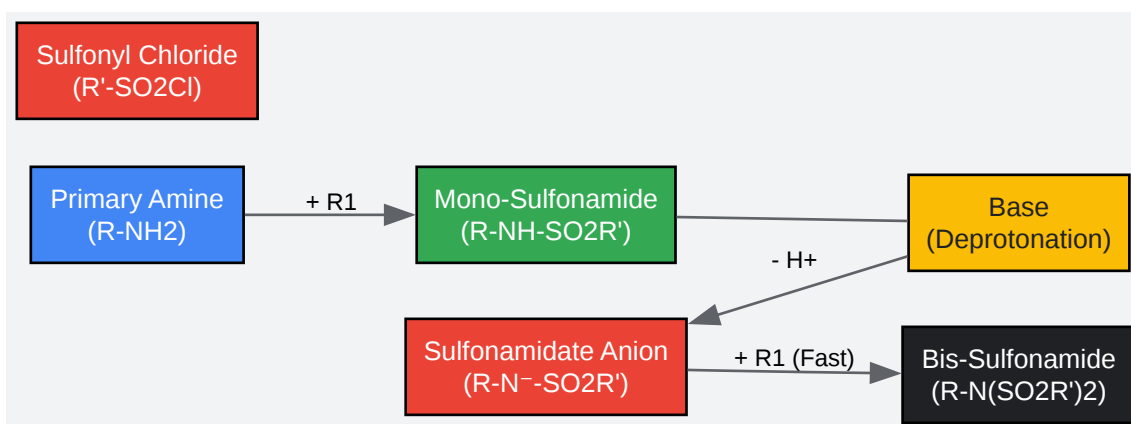 Sulfonyl Chloride
(R'-SO2Cl)
Primary Amine
(R-NH2)
+ R1
Mono-Sulfonamide
(R-NH-SO2R')
Base
(Deprotonation)
- H+
Sulfonamidate Anion
(R-N⁻-SO2R')
+ R1 (Fast)
Bis-Sulfonamide
(R-N(SO2R')2)